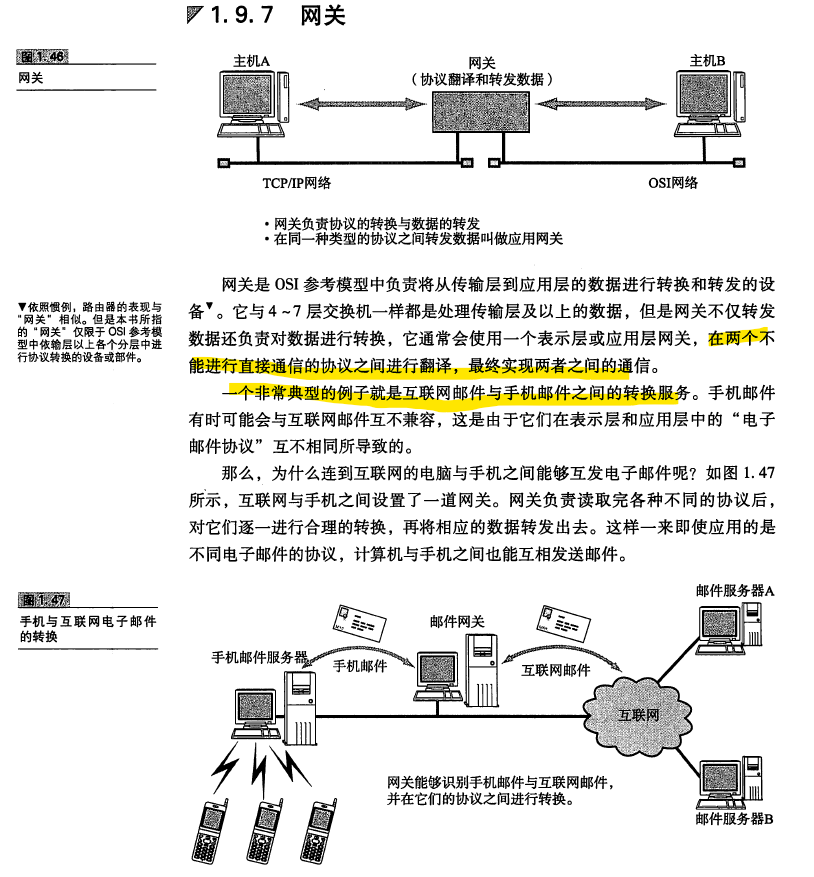 1.9.7 网关
图1.46
网关
主机A
网关
（协议翻译和转发数据）
主机B
TCP/IP网络
OSI网络
·网关负责协议的转换与数据的转发
·在同一种类型的协议之间转发数据叫做应用网关
网关是 OSI 参考模型中负责将从传输层到应用层的数据进行转换和转发的设
备▼。它与 4~7 层交换机一样都是处理传输层及以上的数据，但是网关不仅转发
数据还负责对数据进行转换，它通常会使用一个表示层或应用层网关，在两个不
能进行直接通信的协议之间进行翻译，最终实现两者之间的通信。
▼依照惯例，路由器的表现与
“网关”相似。但是本书所指
的“网关”仅限于 OSI 参考模
型中依输层以上各个分层中进
行协议转换的设备或部件。
一个非常典型的例子就是互联网邮件与手机邮件之间的转换服务。手机邮件
有时可能会与互联网邮件互不兼容，这是由于它们在表示层和应用层中的“电子
邮件协议”互不相同所导致的。
那么，为什么连到互联网的电脑与手机之间能够互发电子邮件呢？如图 1.47
所示，互联网与手机之间设置了一道网关。网关负责读取完各种不同的协议后，
对它们逐一进行合理的转换，再将相应的数据转发出去。这样一来即使应用的是
不同电子邮件的协议，计算机与手机之间也能互相发送邮件。
图1.47
手机与互联网电子邮件
的转换
邮件服务器A
邮件网关
手机邮件服务器
手机邮件
互联网邮件
互联网
网关能够识别手机邮件与互联网邮件，
并在它们的协议之间进行转换。
邮件服务器B